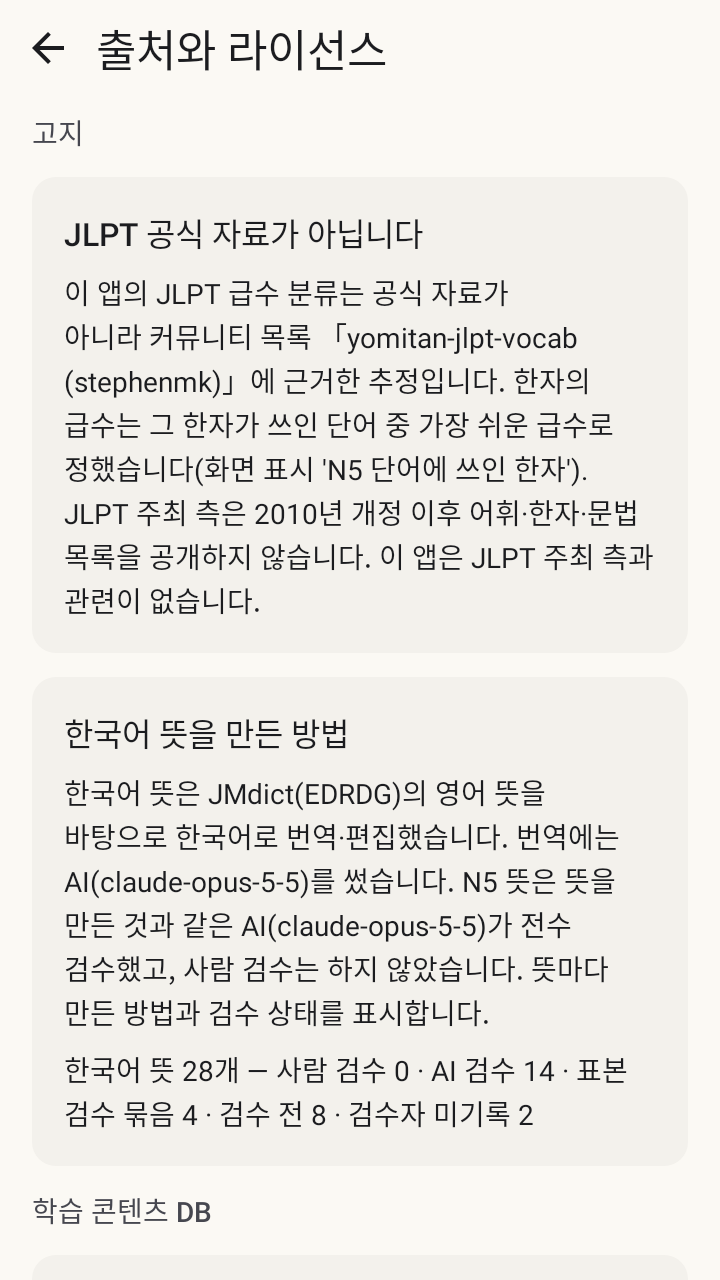 출처와 라이선스
고지
JLPT 공식 자료가 아닙니다
이 앱의 JLPT 급수 분류는 공식 자료가
아니라 커뮤니티 목록 「yomitan-jlpt-vocab
(stephenmk)」에 근거한 추정입니다. 한자의
급수는 그 한자가 쓰인 단어 중 가장 쉬운 급수로
정했습니다(화면 표시 'N5 단어에 쓰인 한자').
JLPT 주최 측은 2010년 개정 이후 어휘·한자·문법
목록을 공개하지 않습니다. 이 앱은 JLPT 주최 측과
관련이 없습니다.
한국어 뜻을 만든 방법
한국어 뜻은 JMdict(EDRDG)의 영어 뜻을
바탕으로 한국어로 번역·편집했습니다. 번역에는
AI(claude-opus-5-5)를 썼습니다. N5 뜻은 뜻을
만든 것과 같은 AI(claude-opus-5-5)가 전수
검수했고, 사람 검수는 하지 않았습니다. 뜻마다
만든 방법과 검수 상태를 표시합니다.
한국어 뜻 28개 — 사람 검수 0 · AI 검수 14 · 표본
검수 묶음 4 · 검수 전 8 · 검수자 미기록 2
학습 콘텐츠 DB